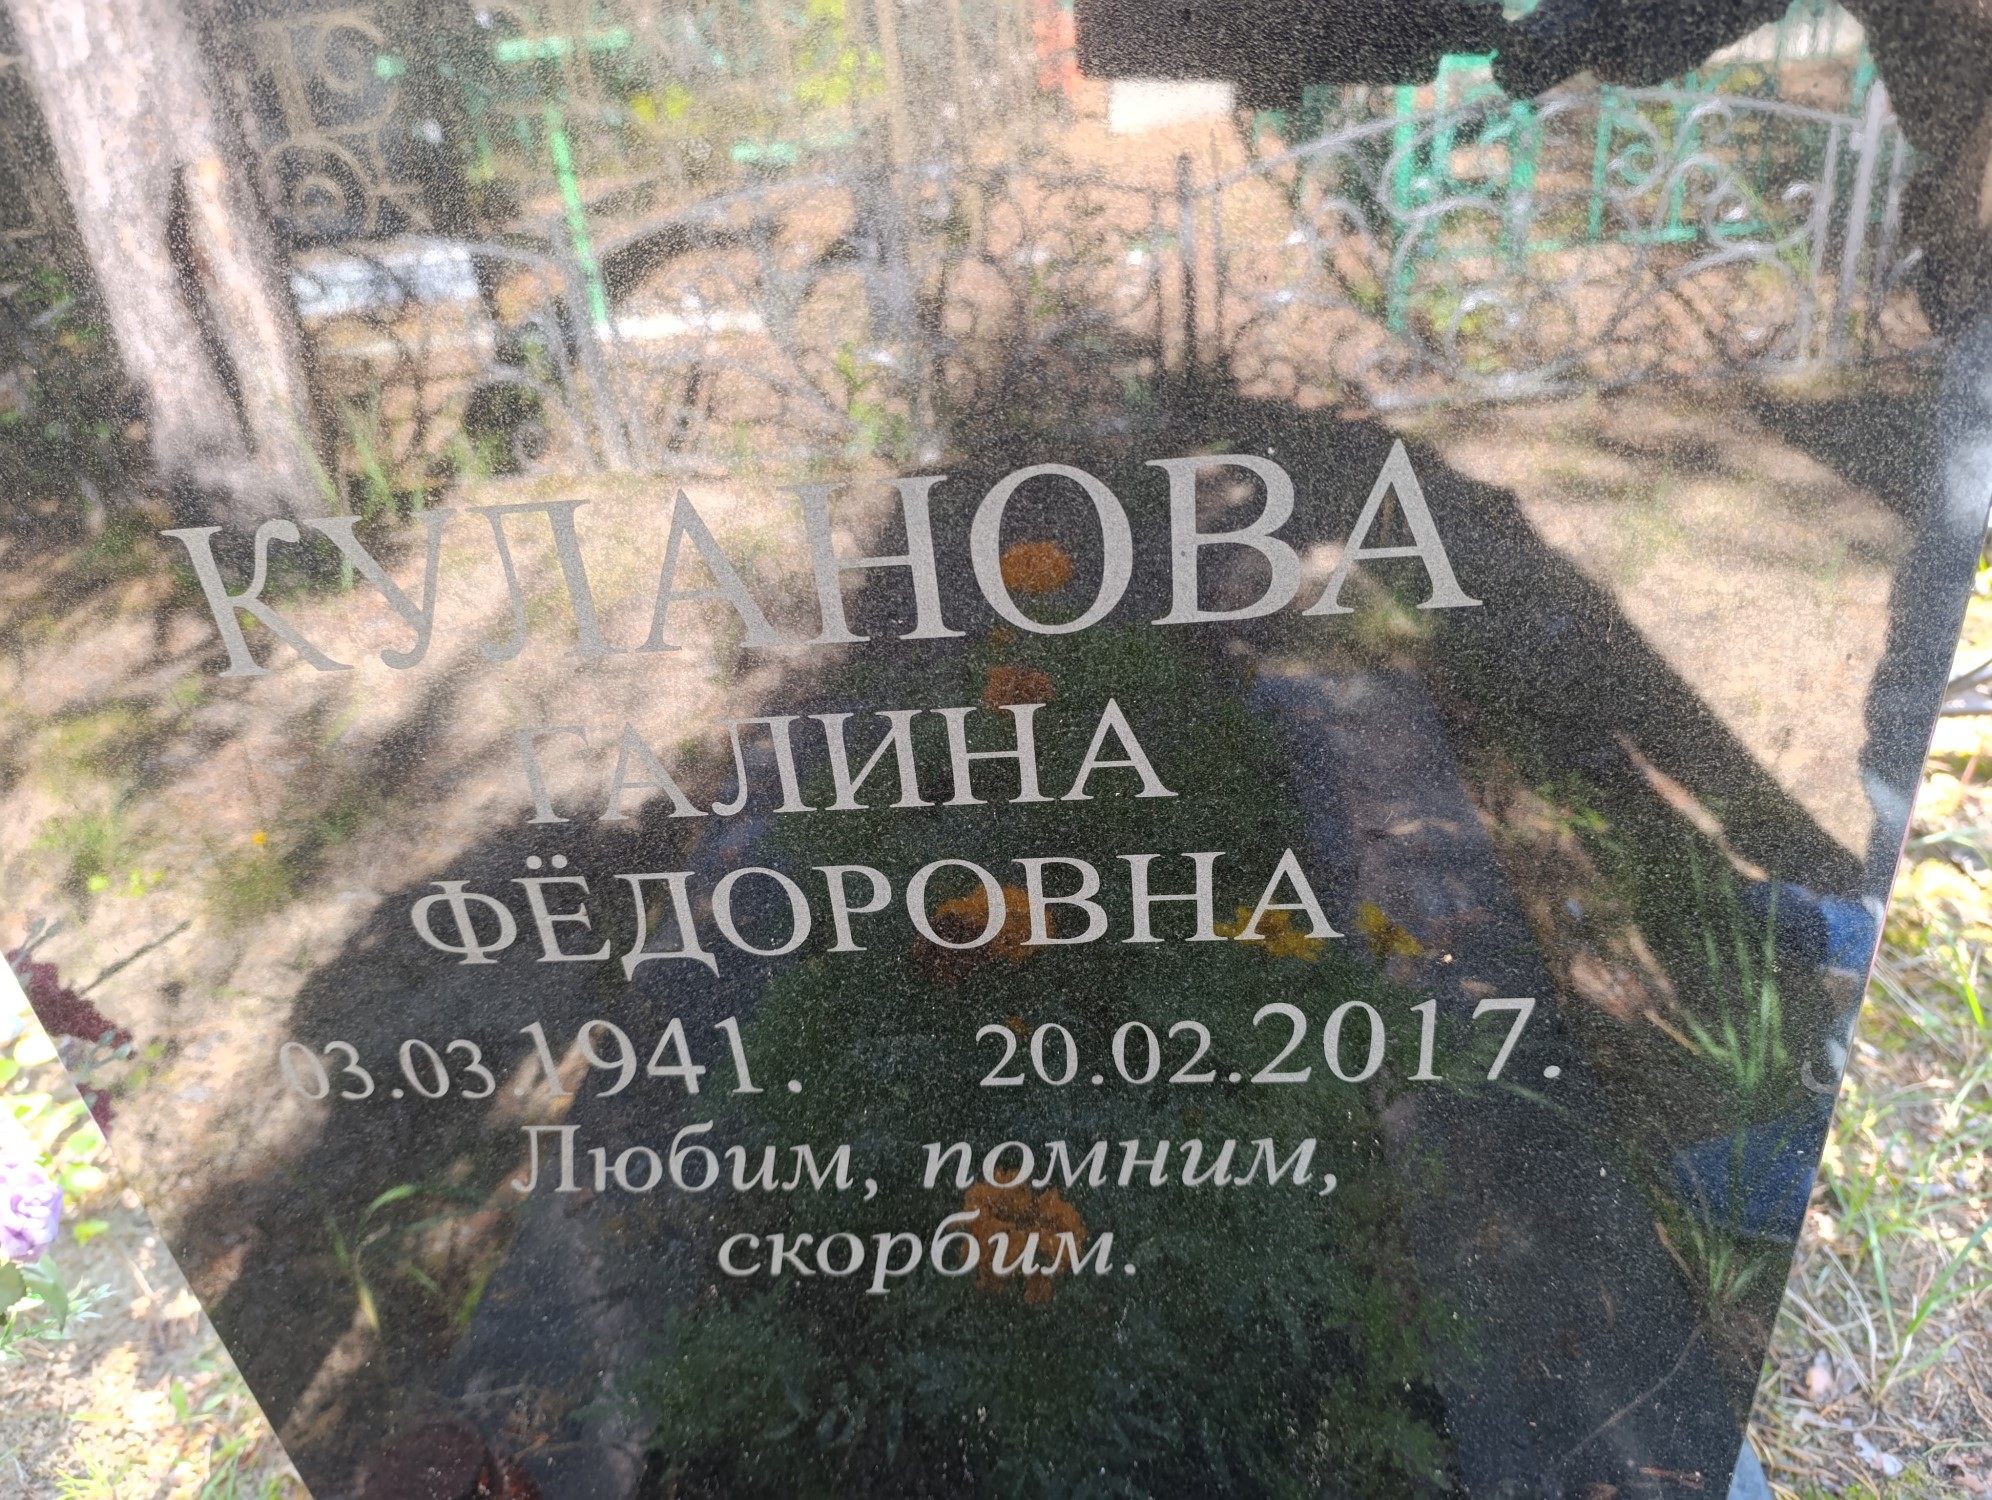 КУЛАНОВА
ГАЛИНА
ФЁДОРОВНА
03.03 1941. 20.02.2017.
Любим, помним,
скорбим.